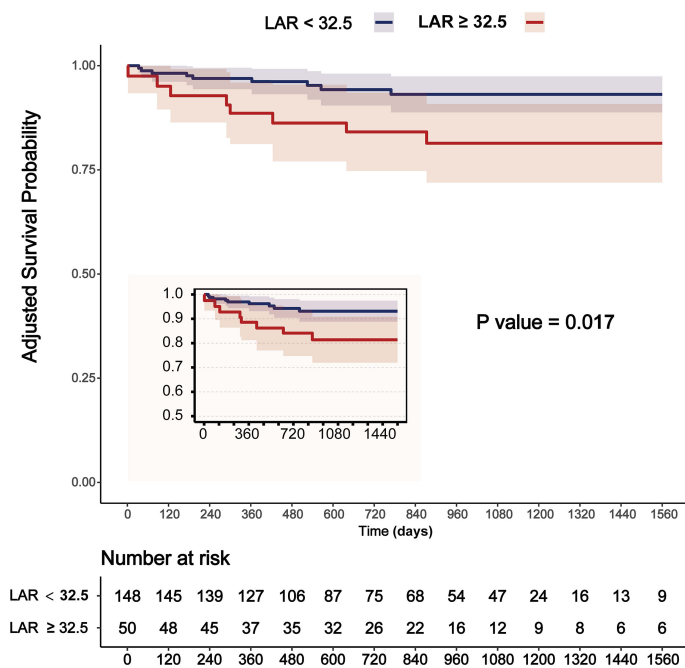 LAR < 32.5 LAR ≥ 32.5
Adjusted Survival Probability
1.00
0.75
0.50
0.00
1.0
0.9
0.8
0.7
0.6
0.5
0 360 720 1080 1440
P value = 0.017
0 120 240 360 480 600 720 840 960 1080 1200 1320 1440 1560
Time (days)
Number at risk
LAR < 32.5 148 145 139 127 106 87 75 68 54 47 24 16 13 9
LAR ≥ 32.5 50 48 45 37 35 32 26 22 16 12 9 8 6 6
0 120 240 360 480 600 720 840 960 1080 1200 1320 1440 1560